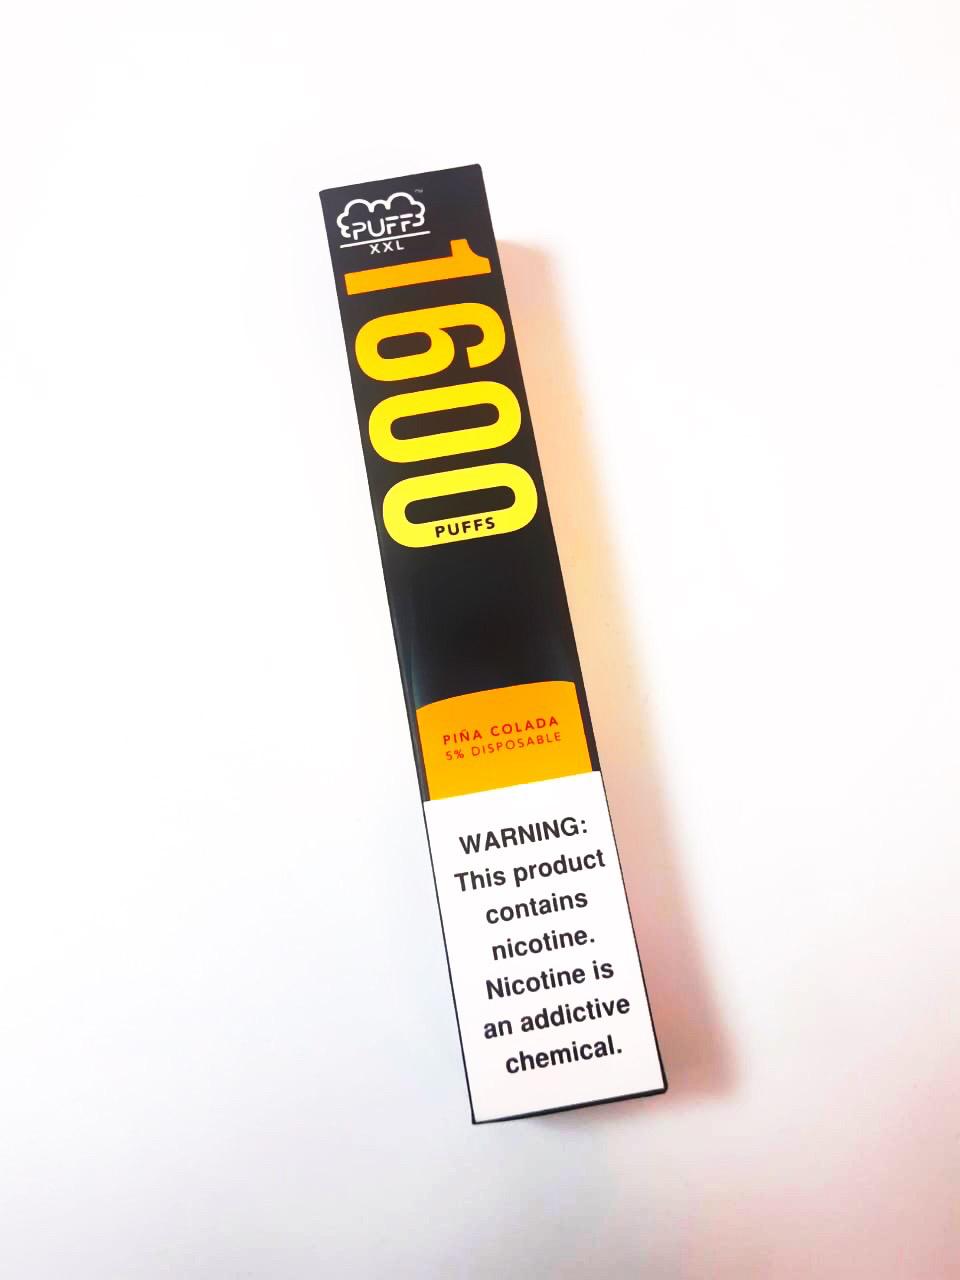 PUFF
XXL
1600
PUFFS
PIÑA COLADA
5% DISPOSABLE
WARNING:
This product
contains
nicotine.
Nicotine is
an addictive
chemical.